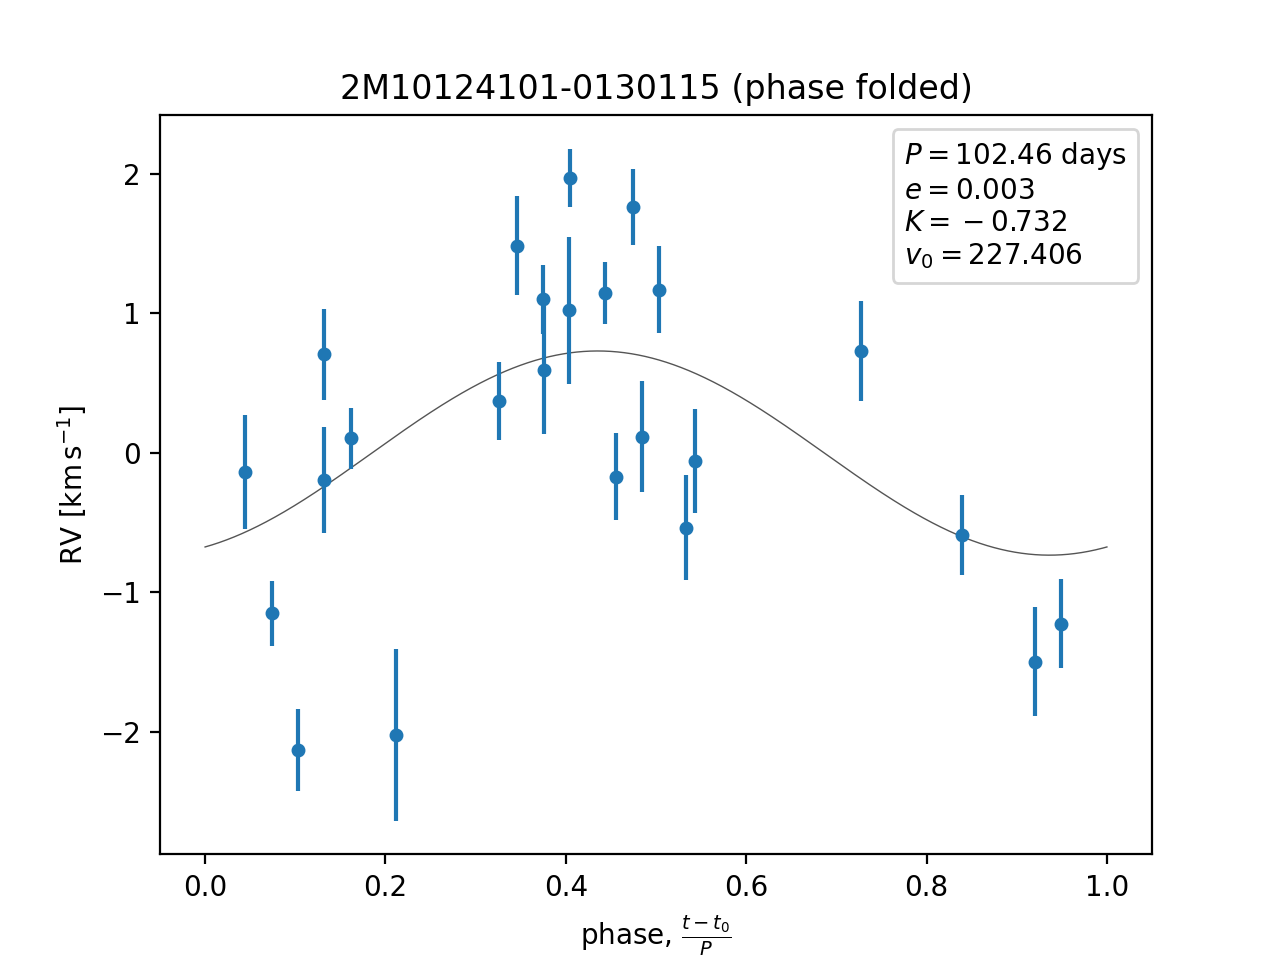 2M10124101-0130115 (phase folded)
P = 102.46 days
e = 0.003
K = −0.732
v₀ = 227.406
2
1
0
−1
−2
RV [km s⁻¹]
0.0 0.2 0.4 0.6 0.8 1.0
phase, (t − t₀)/P